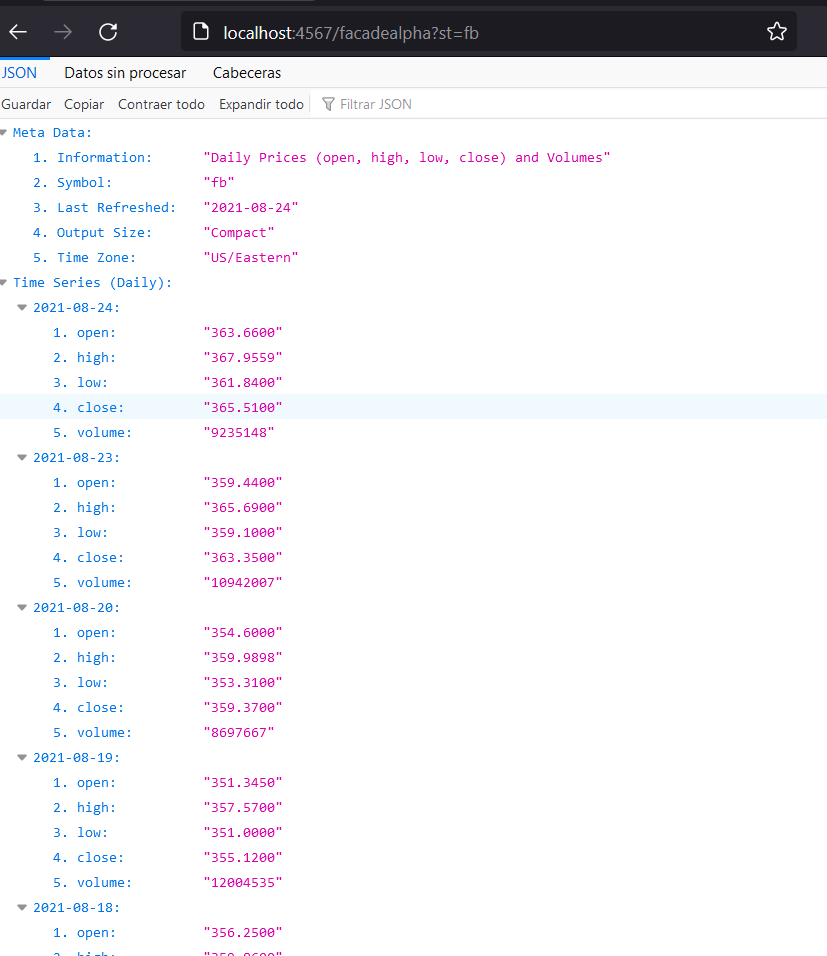 localhost:4567/facadealpha?st=fb
JSON Datos sin procesar Cabeceras
Guardar Copiar Contraer todo Expandir todo Filtrar JSON
Meta Data:
1. Information: "Daily Prices (open, high, low, close) and Volumes"
2. Symbol: "fb"
3. Last Refreshed: "2021-08-24"
4. Output Size: "Compact"
5. Time Zone: "US/Eastern"
Time Series (Daily):
2021-08-24:
1. open: "363.6600"
2. high: "367.9559"
3. low: "361.8400"
4. close: "365.5100"
5. volume: "9235148"
2021-08-23:
1. open: "359.4400"
2. high: "365.6900"
3. low: "359.1000"
4. close: "363.3500"
5. volume: "10942007"
2021-08-20:
1. open: "354.6000"
2. high: "359.9898"
3. low: "353.3100"
4. close: "359.3700"
5. volume: "8697667"
2021-08-19:
1. open: "351.3450"
2. high: "357.5700"
3. low: "351.0000"
4. close: "355.1200"
5. volume: "12004535"
2021-08-18:
1. open: "356.2500"
2. high: